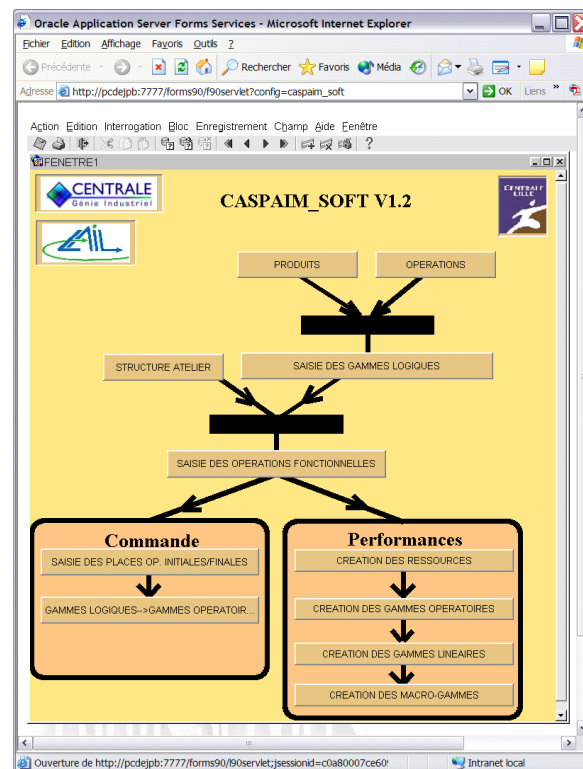 Oracle Application Server Forms Services - Microsoft Internet Explorer
Fichier Edition Affichage Favoris Outils ?
Précédente Rechercher Favoris Média
Adresse http://pcdejpb:7777/forms90/f90servlet?config=caspaim_soft OK Liens »
Action Edition Interrogation Bloc Enregistrement Champ Aide Fenêtre
FENETRE1
CENTRALE
Génie Industriel
CASPAIM_SOFT V1.2
CENTRALE
LILLE
LAIL
PRODUITS OPERATIONS
STRUCTURE ATELIER SAISIE DES GAMMES LOGIQUES
SAISIE DES OPERATIONS FONCTIONNELLES
Commande
SAISIE DES PLACES OP. INITIALES/FINALES
GAMMES LOGIQUES-->GAMMES OPERATOIR...
Performances
CREATION DES RESSOURCES
CREATION DES GAMMES OPERATOIRES
CREATION DES GAMMES LINEAIRES
CREATION DES MACRO-GAMMES
Ouverture de http://pcdejpb:7777/forms90/l90servlet;jsessionid=c0a80007ce60 Intranet local